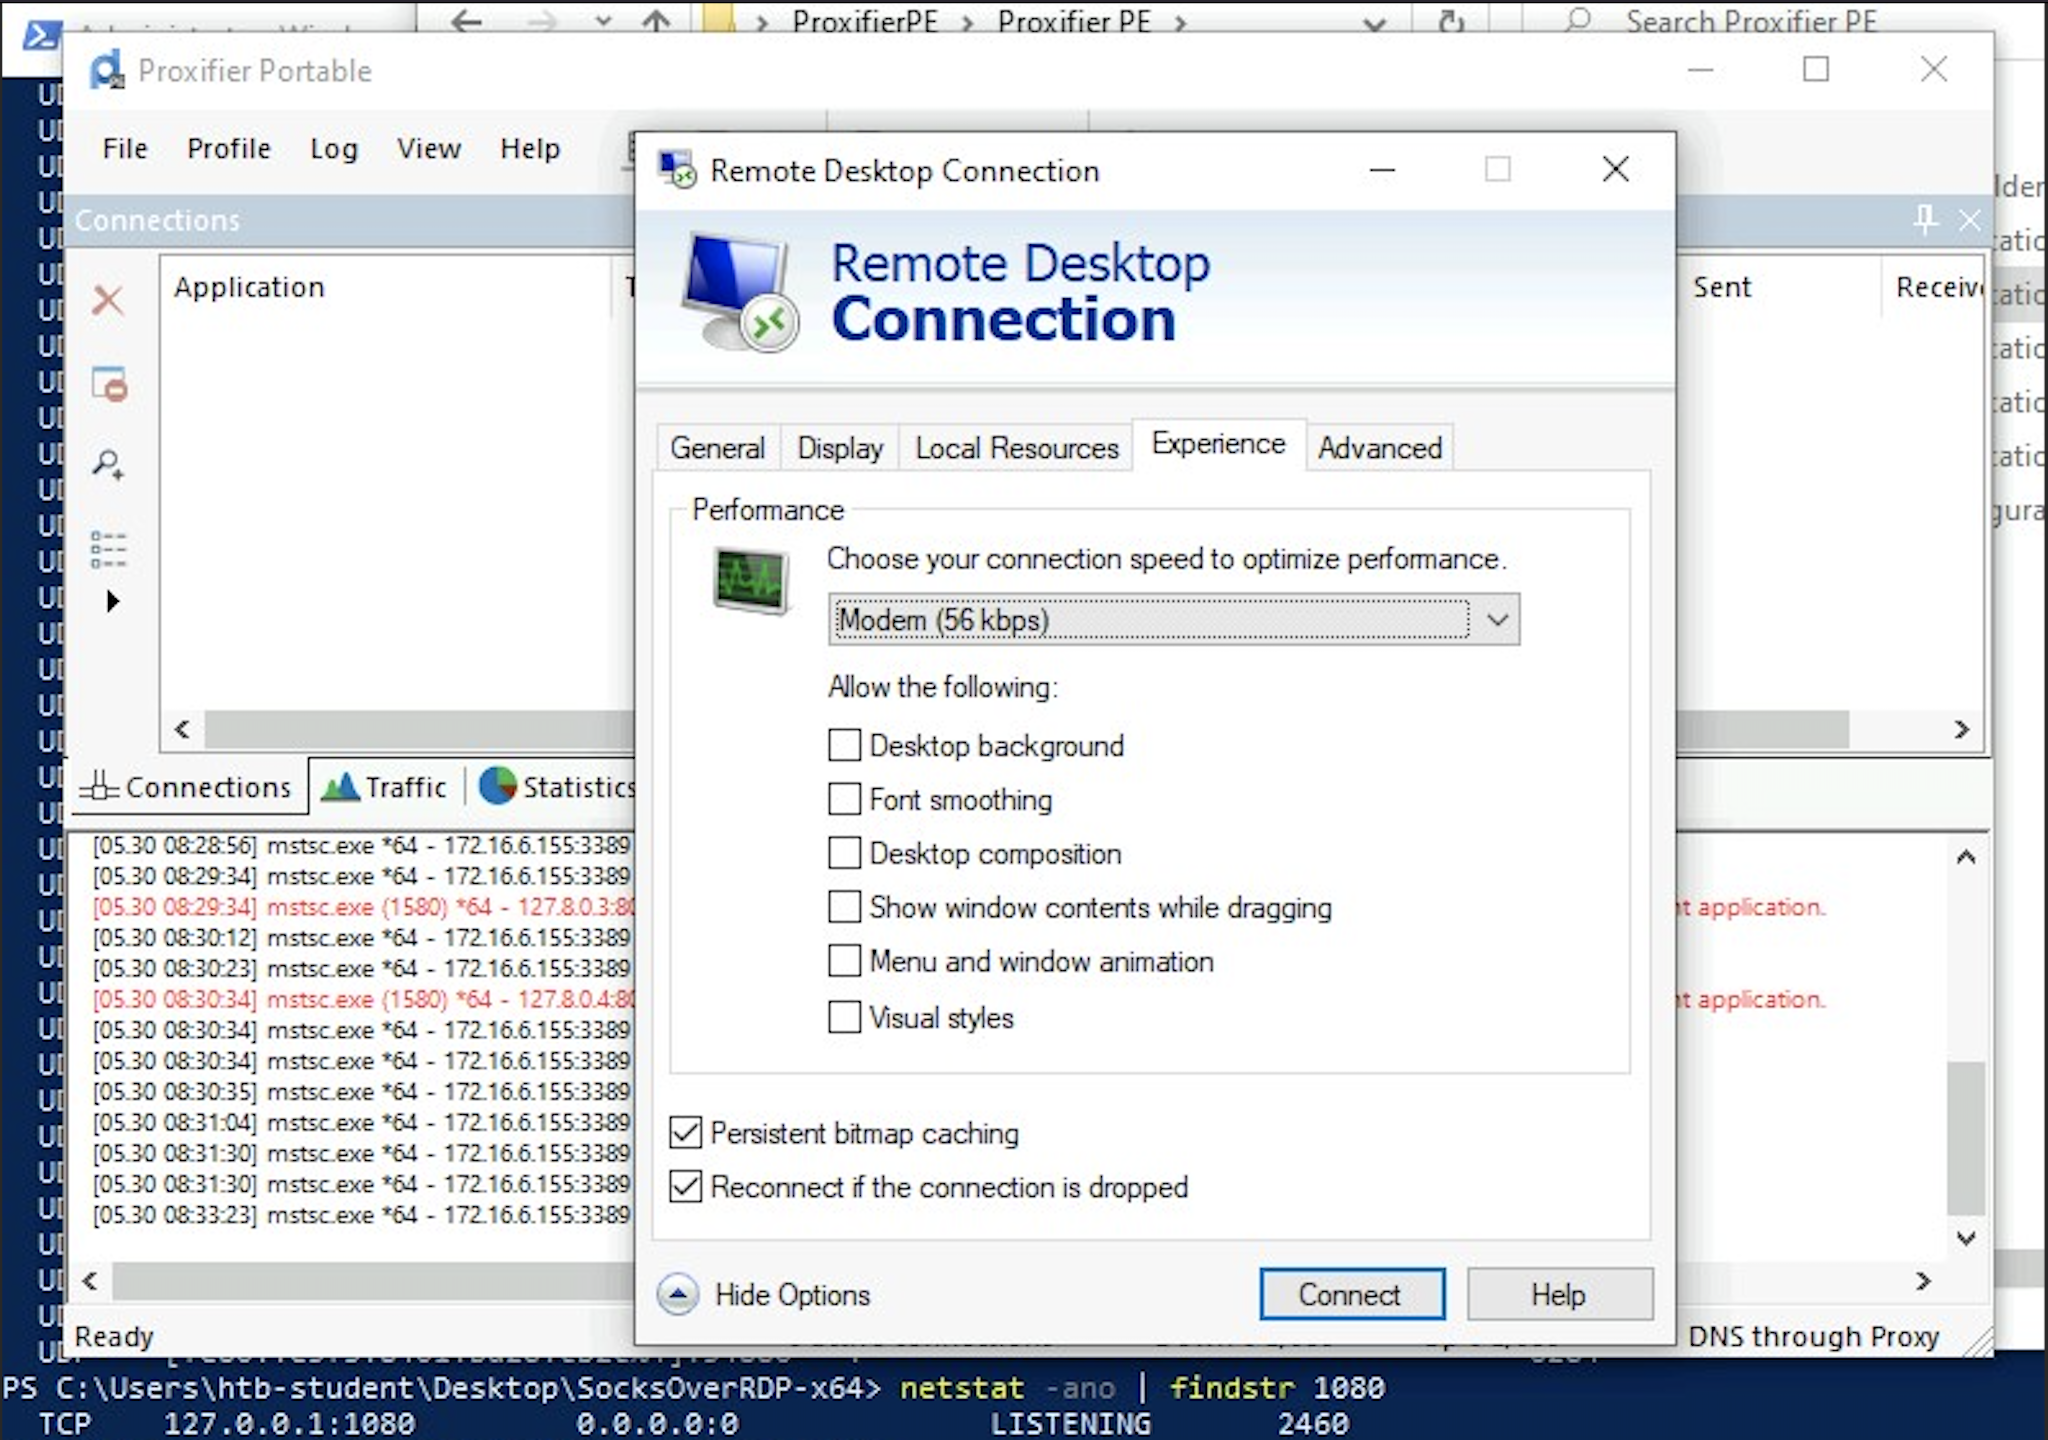 ProxifierPE > Proxifier PE >
Search Proxifier PE
Proxifier Portable
File Profile Log View Help
Connections
Application
Sent
Connections Traffic Statistics
[05.30 08:28:56] mstsc.exe *64 - 172.16.6.155:3389
[05.30 08:29:34] mstsc.exe *64 - 172.16.6.155:3389
[05.30 08:29:34] mstsc.exe (1580) *64 - 127.8.0.3:80
application.
[05.30 08:30:12] mstsc.exe *64 - 172.16.6.155:3389
[05.30 08:30:23] mstsc.exe *64 - 172.16.6.155:3389
[05.30 08:30:34] mstsc.exe (1580) *64 - 127.8.0.4:80
application.
[05.30 08:30:34] mstsc.exe *64 - 172.16.6.155:3389
[05.30 08:30:34] mstsc.exe *64 - 172.16.6.155:3389
[05.30 08:30:35] mstsc.exe *64 - 172.16.6.155:3389
[05.30 08:31:04] mstsc.exe *64 - 172.16.6.155:3389
[05.30 08:31:30] mstsc.exe *64 - 172.16.6.155:3389
[05.30 08:31:30] mstsc.exe *64 - 172.16.6.155:3389
[05.30 08:33:23] mstsc.exe *64 - 172.16.6.155:3389
Ready
DNS through Proxy
Remote Desktop Connection
Remote Desktop
Connection
General Display Local Resources Experience Advanced
Performance
Choose your connection speed to optimize performance.
Modem (56 kbps)
Allow the following:
Desktop background
Font smoothing
Desktop composition
Show window contents while dragging
Menu and window animation
Visual styles
Persistent bitmap caching
Reconnect if the connection is dropped
Hide Options
Connect Help
PS C:\Users\htb-student\Desktop\SocksOverRDP-x64> netstat -ano | findstr 1080
TCP 127.0.0.1:1080 0.0.0.0:0 LISTENING 2460